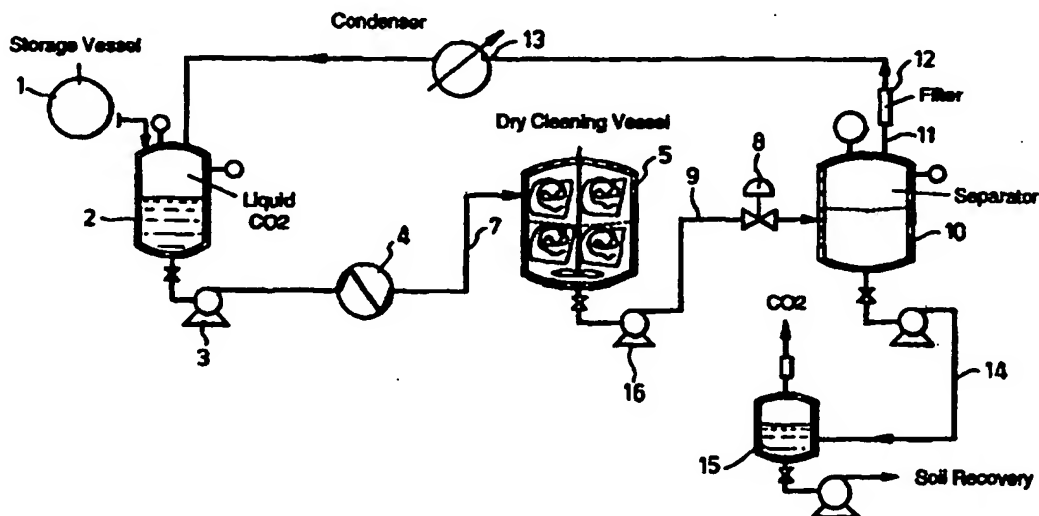 Condenser
Storage Vessel
1
13
12
Filter
11
Dry Cleaning Vessel
5
8
9
Separator
10
Liquid
CO2
2
4
7
3
16
CO2
14
15
Soil Recovery